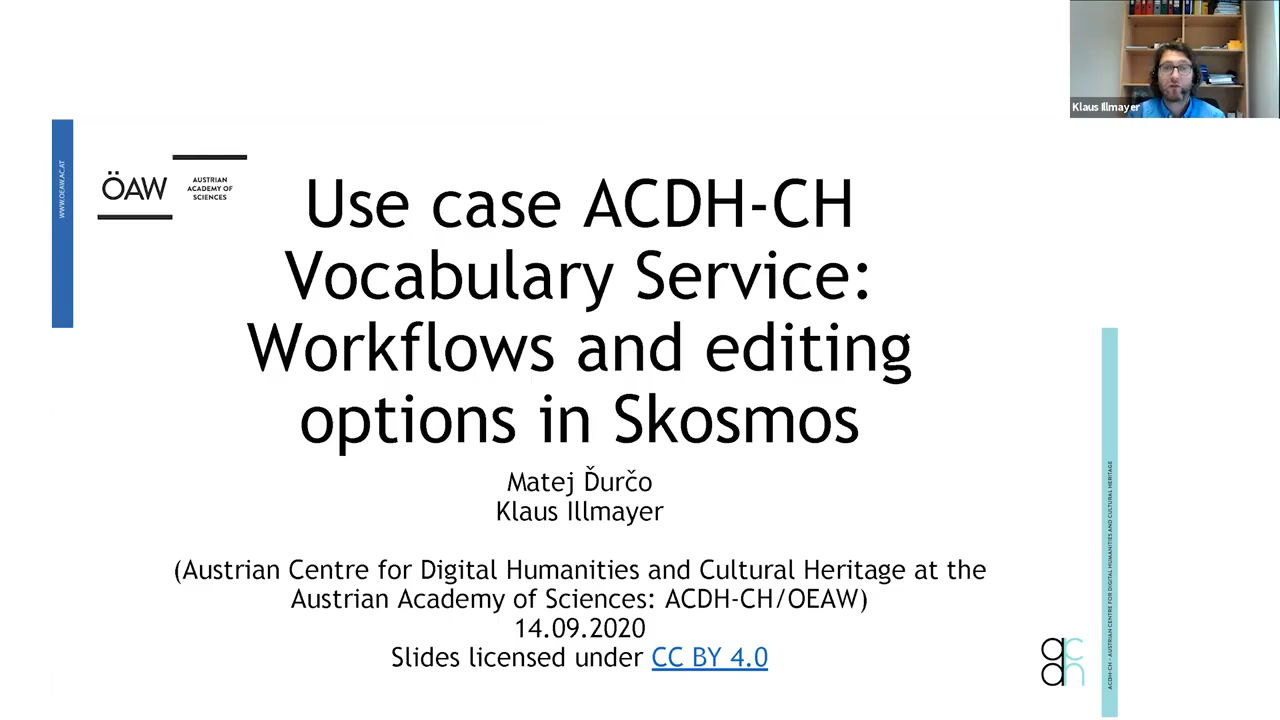 Klaus Illmayer
WWW.OEAW.AC.AT
ÖAW
AUSTRIAN
ACADEMY OF
SCIENCES
Use case ACDH-CH
Vocabulary Service:
Workflows and editing
options in Skosmos
Matej Ďurčo
Klaus Illmayer
(Austrian Centre for Digital Humanities and Cultural Heritage at the
Austrian Academy of Sciences: ACDH-CH/OEAW)
14.09.2020
Slides licensed under CC BY 4.0
ACDH-CH - AUSTRIAN CENTRE FOR DIGITAL HUMANITIES AND CULTURAL HERITAGE
acdh